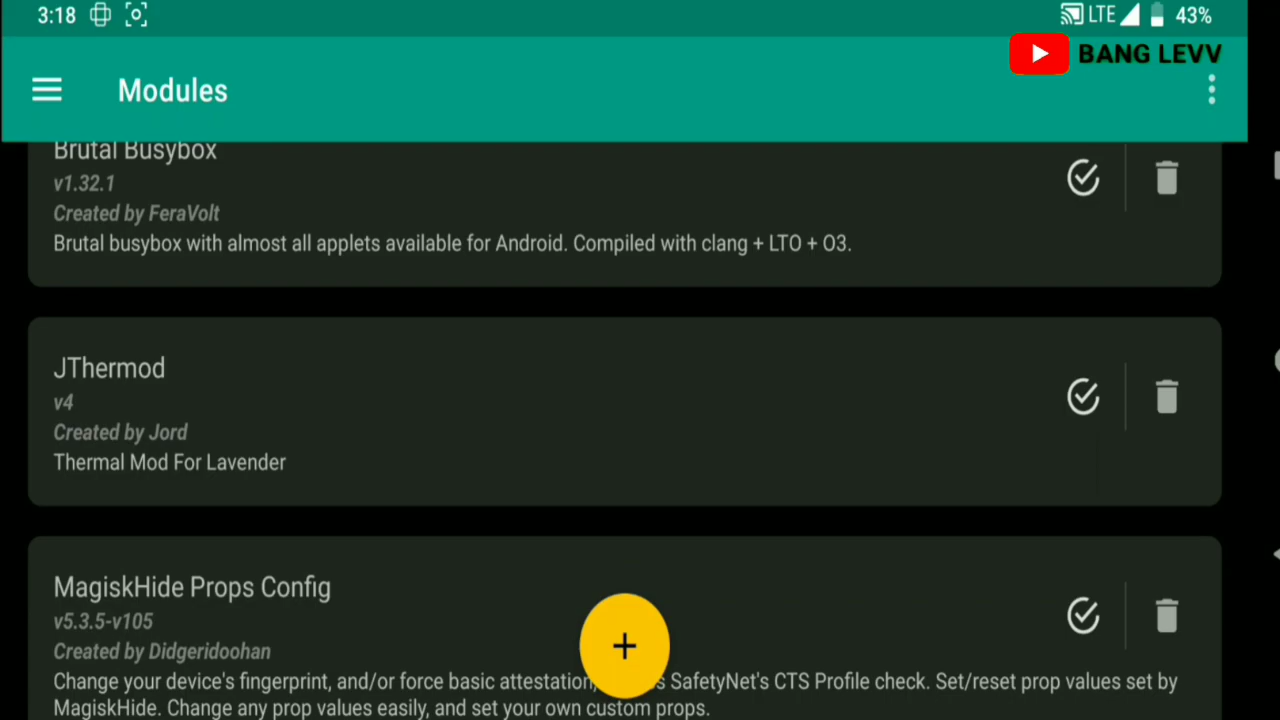 3:18 LTE 43%
BANG LEVV
Modules
Brutal Busybox
v1.32.1
Created by FeraVolt
Brutal busybox with almost all applets available for Android. Compiled with clang + LTO + O3.
JThermod
v4
Created by Jord
Thermal Mod For Lavender
MagiskHide Props Config
v5.3.5-v105
Created by Didgeridoohan
Change your device's fingerprint, and/or force basic attestation, SafetyNet's CTS Profile check. Set/reset prop values set by
MagiskHide. Change any prop values easily, and set your own custom props.